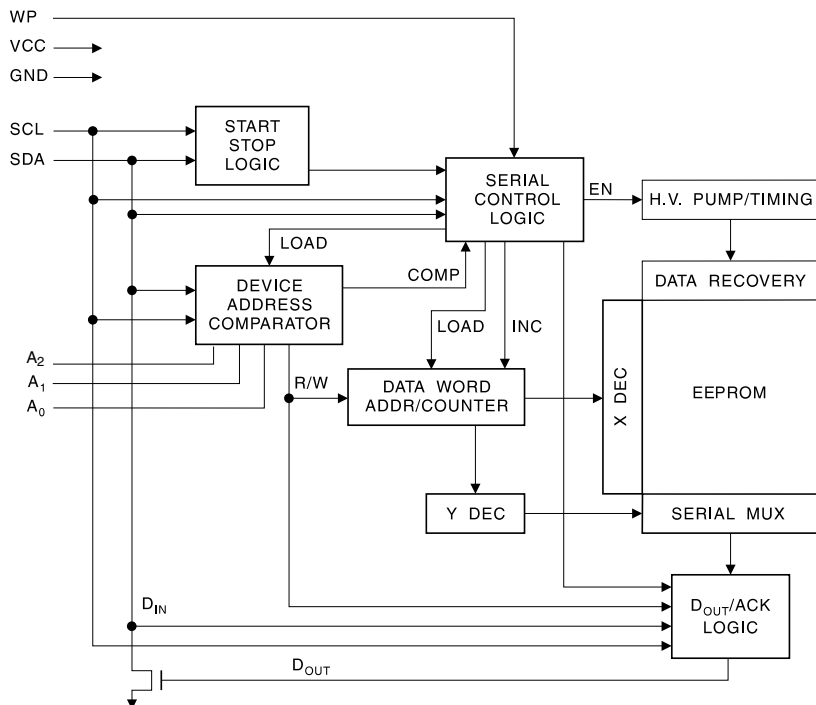 WP
VCC
GND
SCL
SDA
START
STOP
LOGIC
SERIAL
CONTROL
LOGIC
EN
H.V. PUMP/TIMING
LOAD
COMP
DEVICE
ADDRESS
COMPARATOR
DATA RECOVERY
LOAD
INC
A2
A1
A0
R/W
DATA WORD
ADDR/COUNTER
X DEC
EEPROM
Y DEC
SERIAL MUX
DIN
DOUT/ACK
LOGIC
DOUT